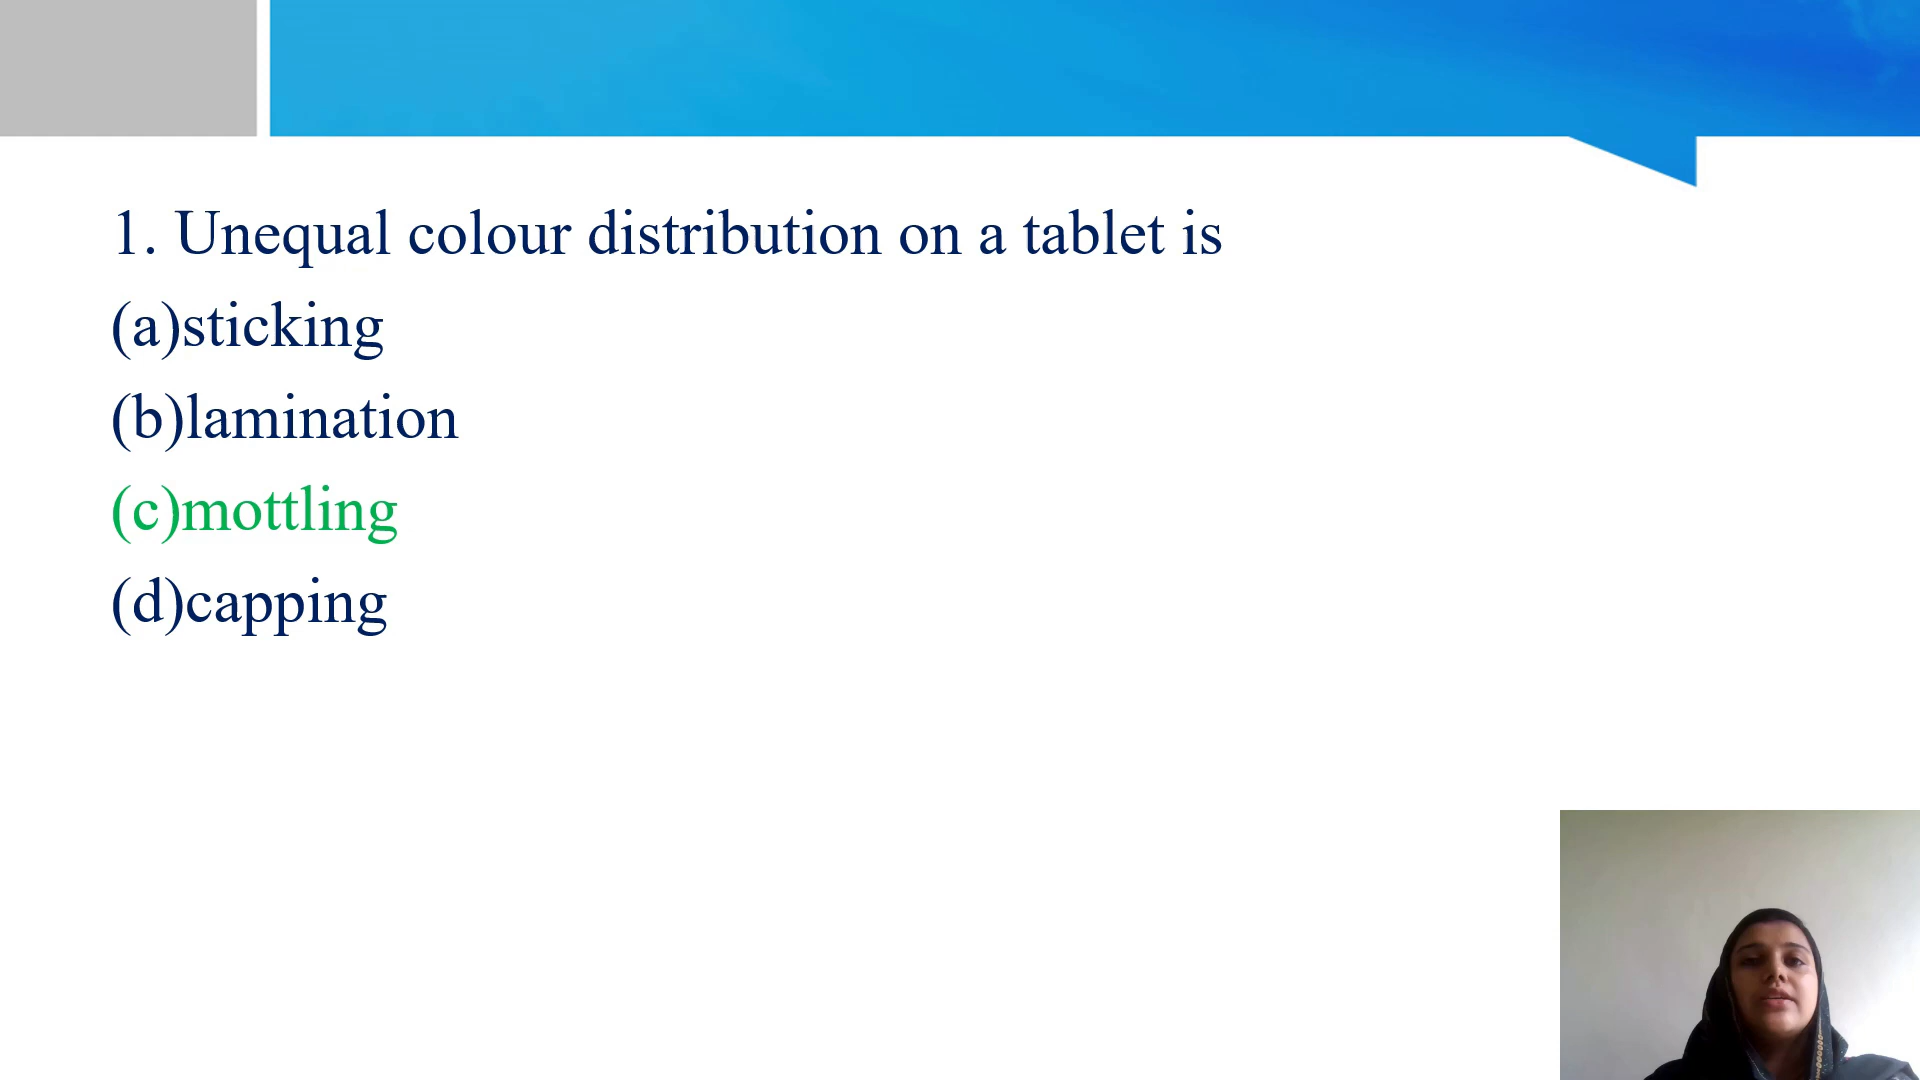 1. Unequal colour distribution on a tablet is
(a)sticking
(b)lamination
(c)mottling
(d)capping